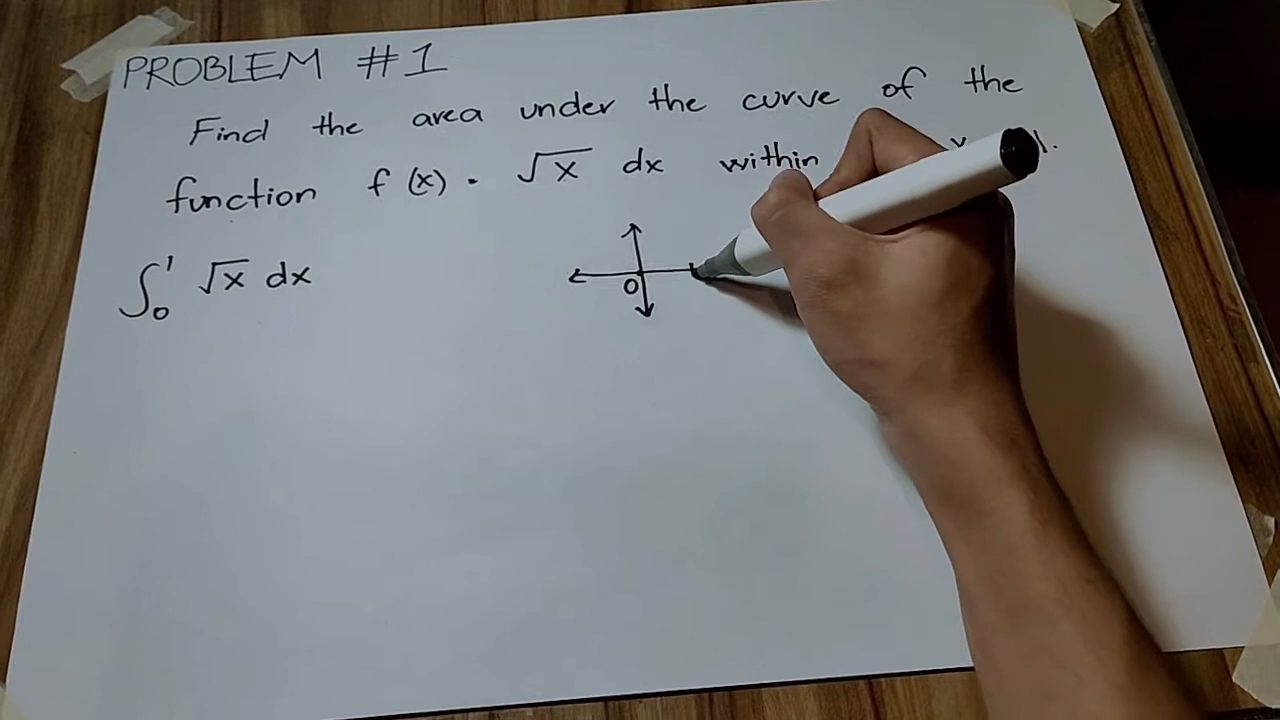 PROBLEM #1
Find the area under the curve of the
function f(x) = √x dx within
∫₀¹ √x dx
0